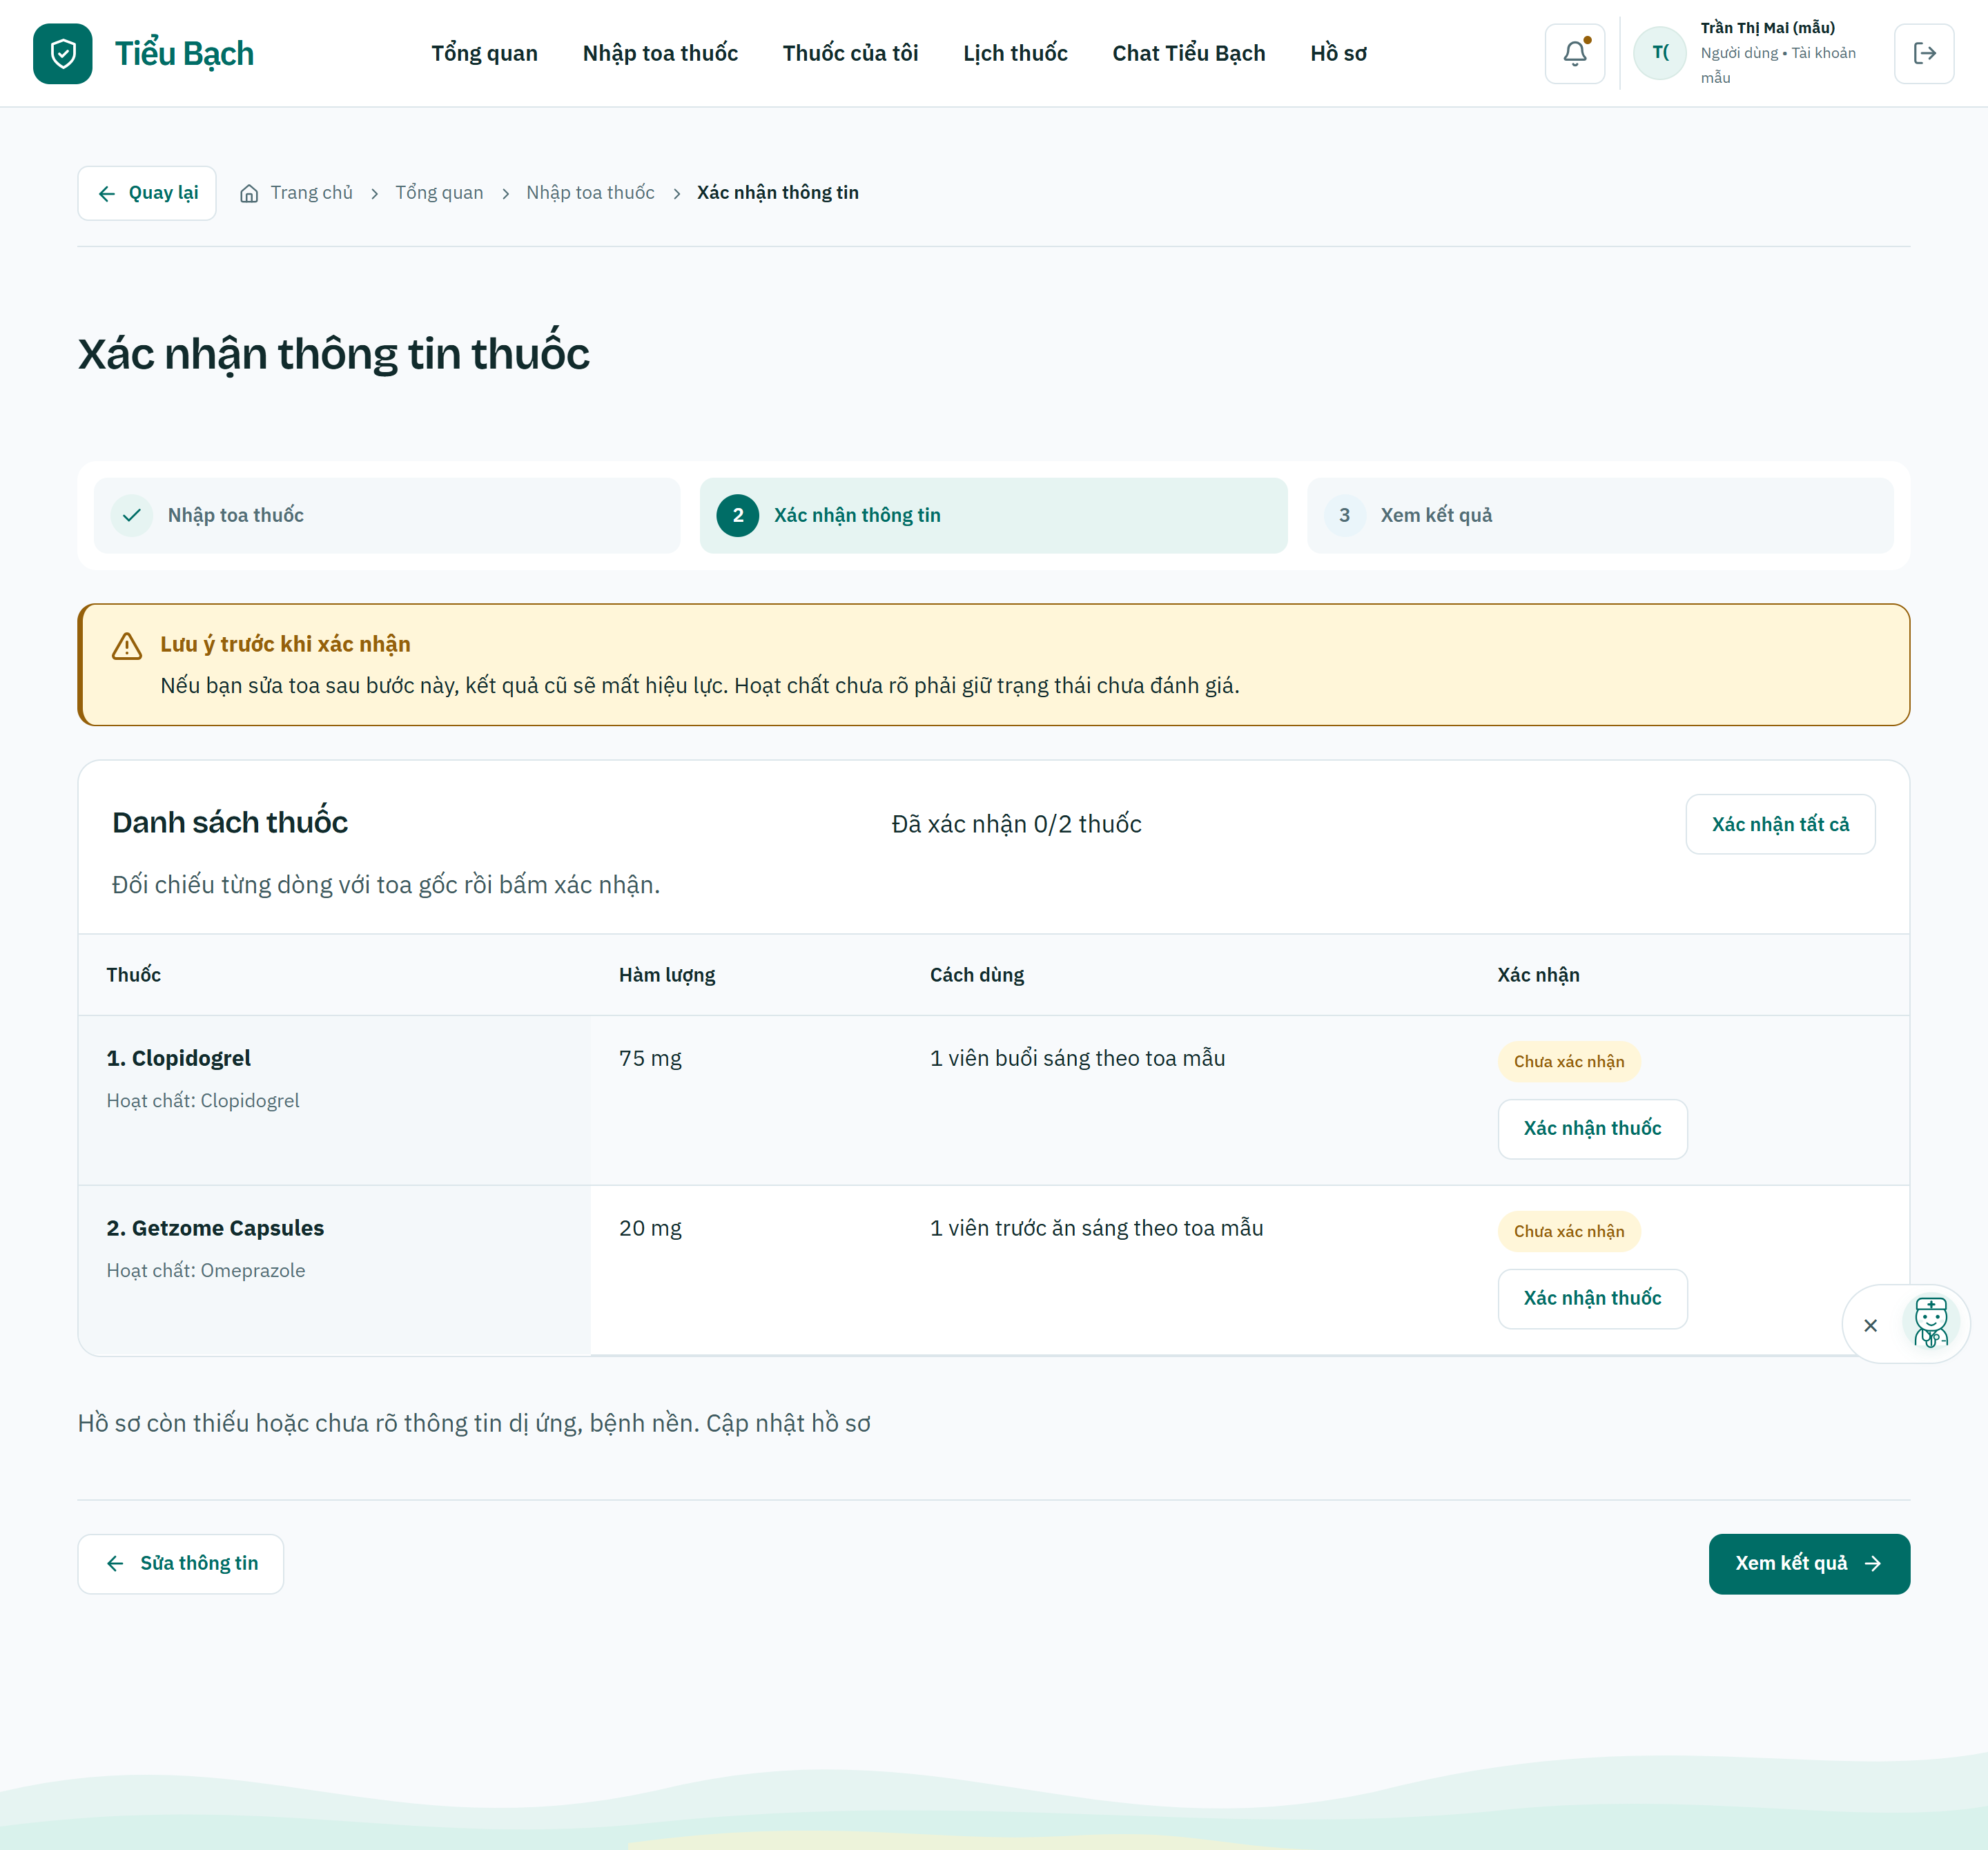 Tiểu Bạch
Tổng quan
Nhập toa thuốc
Thuốc của tôi
Lịch thuốc
Chat Tiểu Bạch
Hồ sơ
T(
Trần Thị Mai (mẫu)
Người dùng • Tài khoản
mẫu
Quay lại
Trang chủ
Tổng quan
Nhập toa thuốc
Xác nhận thông tin
Xác nhận thông tin thuốc
Nhập toa thuốc
2
Xác nhận thông tin
3
Xem kết quả
Lưu ý trước khi xác nhận
Nếu bạn sửa toa sau bước này, kết quả cũ sẽ mất hiệu lực. Hoạt chất chưa rõ phải giữ trạng thái chưa đánh giá.
Danh sách thuốc
Đã xác nhận 0/2 thuốc
Xác nhận tất cả
Đối chiếu từng dòng với toa gốc rồi bấm xác nhận.
Thuốc
Hàm lượng
Cách dùng
Xác nhận
1. Clopidogrel
75 mg
1 viên buổi sáng theo toa mẫu
Chưa xác nhận
Hoạt chất: Clopidogrel
Xác nhận thuốc
2. Getzome Capsules
20 mg
1 viên trước ăn sáng theo toa mẫu
Chưa xác nhận
Hoạt chất: Omeprazole
Xác nhận thuốc
Hồ sơ còn thiếu hoặc chưa rõ thông tin dị ứng, bệnh nền. Cập nhật hồ sơ
Sửa thông tin
Xem kết quả